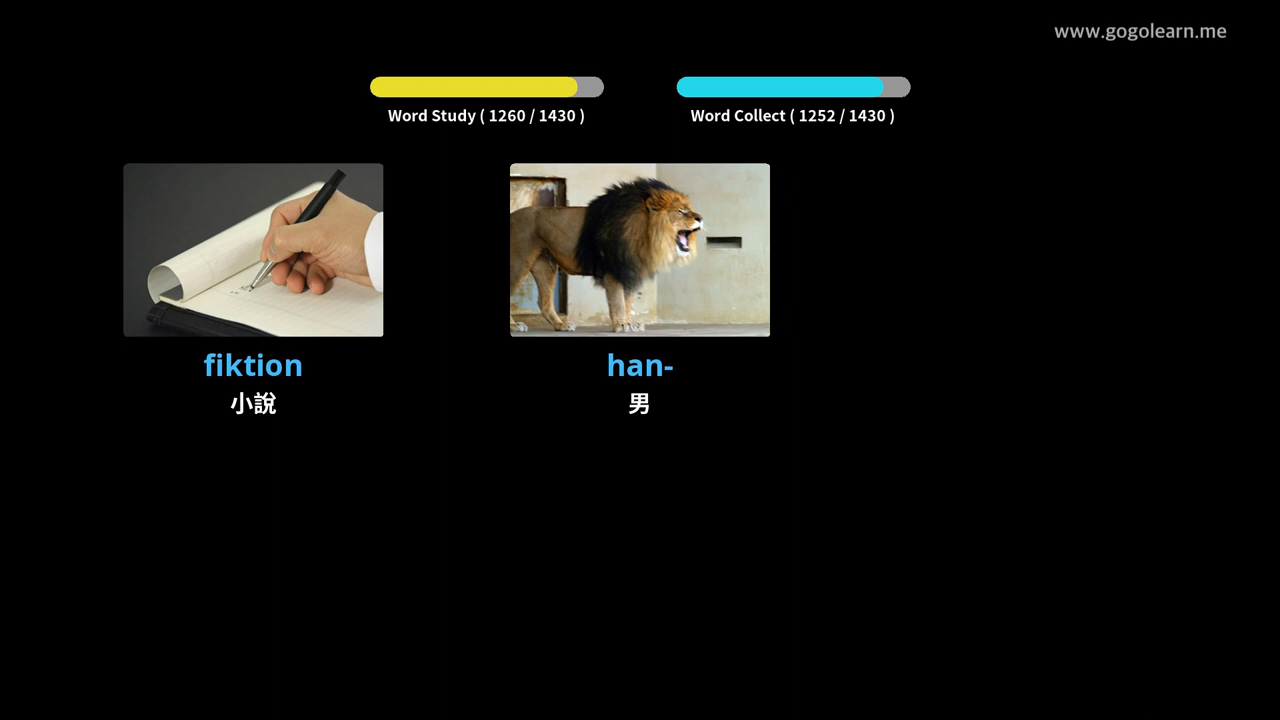 www.gogolearn.me
Word Study ( 1260 / 1430 )
Word Collect ( 1252 / 1430 )
fiktion
小說
han-
男